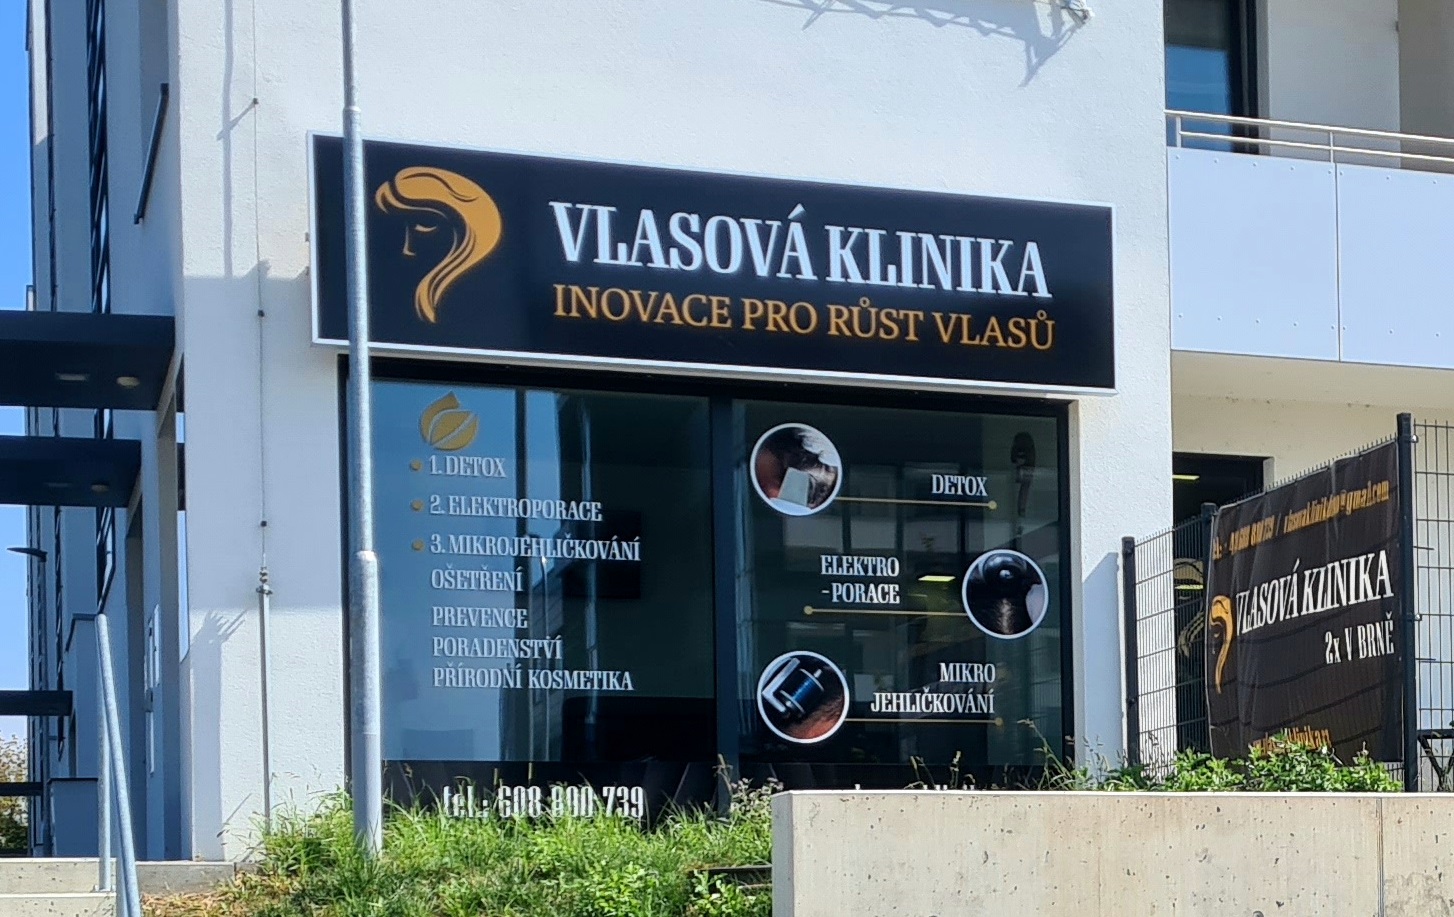 VLASOVÁ KLINIKA
INOVACE PRO RŮST VLASŮ
1. DETOX
2. ELEKTROPORACE
3. MIKROJEHLIČKOVÁNÍ
OŠETŘENÍ
PREVENCE
PORADENSTVÍ
PŘÍRODNÍ KOSMETIKA
tel.: 608 800 739
DETOX
ELEKTRO
-PORACE
MIKRO
JEHLIČKOVÁNÍ
VLASOVÁ KLINIKA
2x V BRNĚ